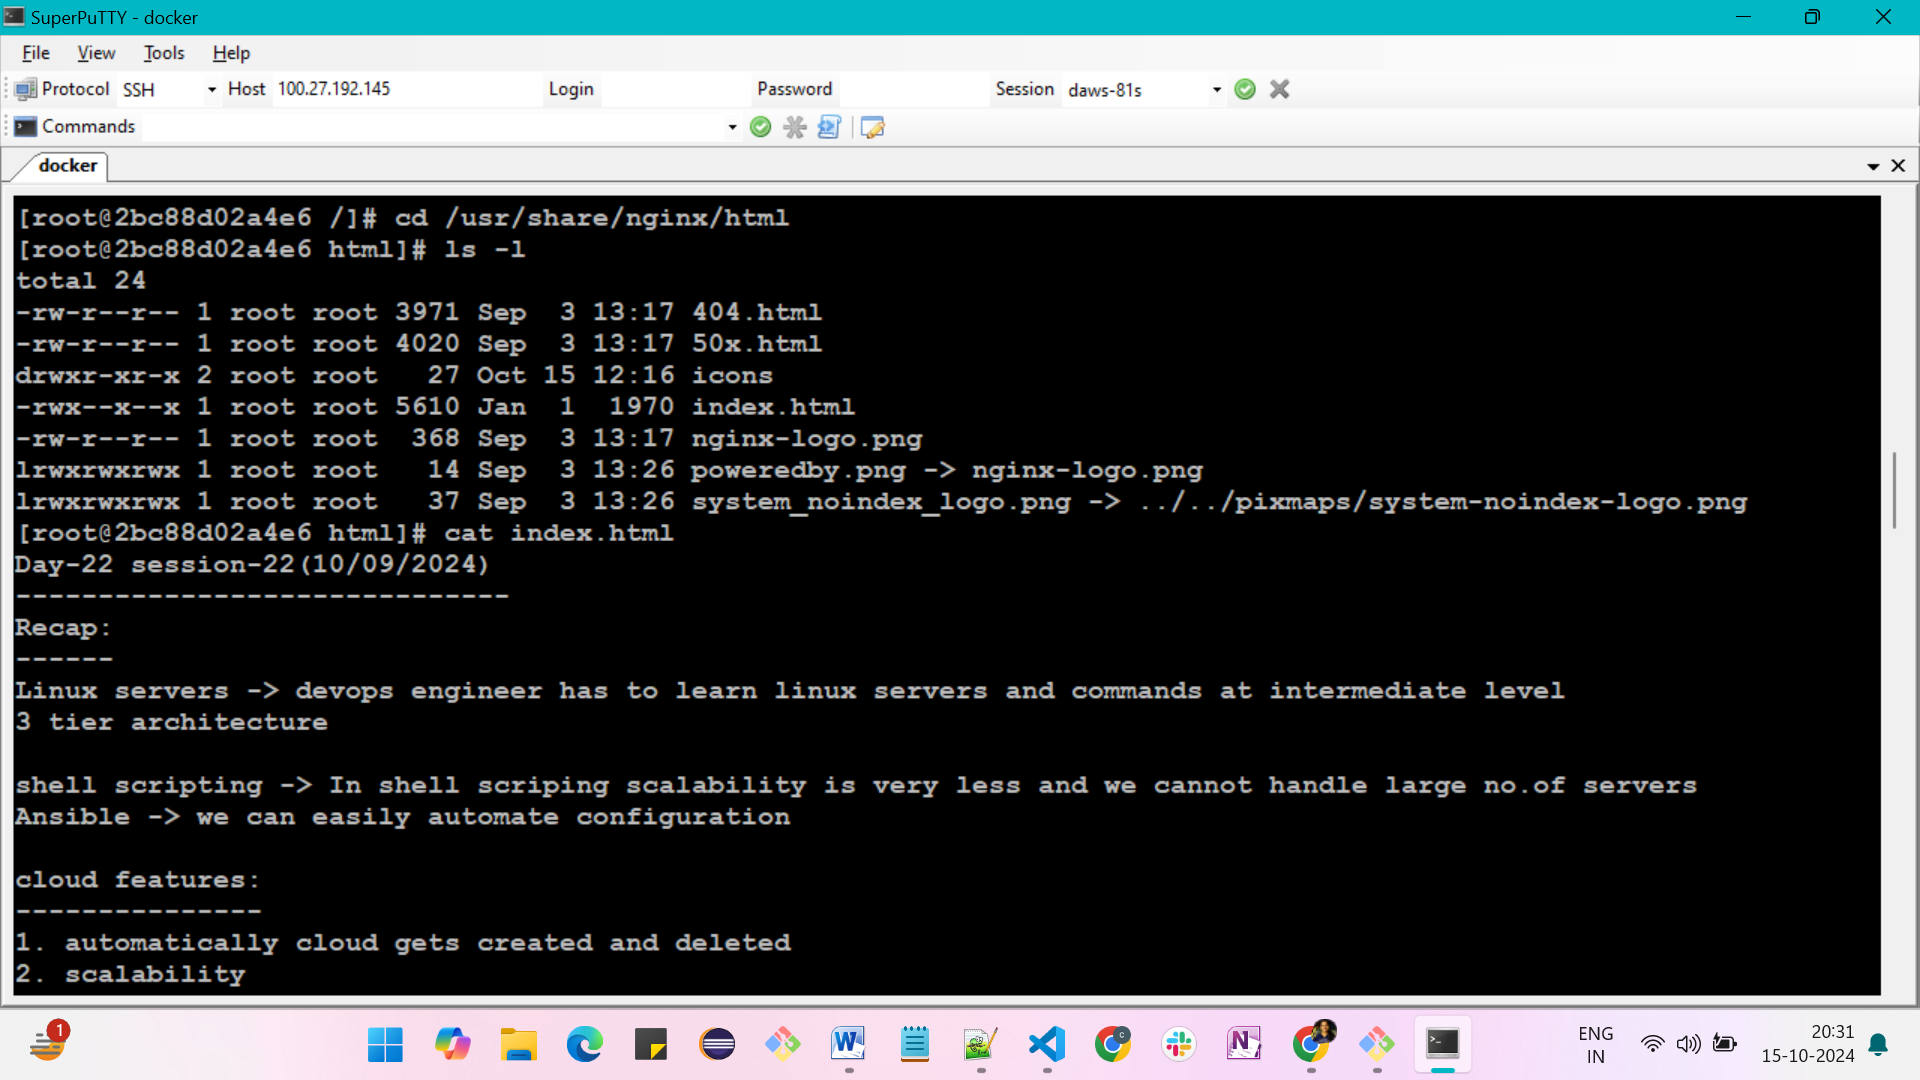 SuperPuTTY - docker
File View Tools Help
Protocol SSH Host 100.27.192.145 Login Password Session daws-81s
Commands
docker
[root@2bc88d02a4e6 /]# cd /usr/share/nginx/html
[root@2bc88d02a4e6 html]# ls -l
total 24
-rw-r--r-- 1 root root 3971 Sep  3 13:17 404.html
-rw-r--r-- 1 root root 4020 Sep  3 13:17 50x.html
drwxr-xr-x 2 root root   27 Oct 15 12:16 icons
-rwx--x--x 1 root root 5610 Jan  1  1970 index.html
-rw-r--r-- 1 root root  368 Sep  3 13:17 nginx-logo.png
lrwxrwxrwx 1 root root   14 Sep  3 13:26 poweredby.png -> nginx-logo.png
lrwxrwxrwx 1 root root   37 Sep  3 13:26 system_noindex_logo.png -> ../../pixmaps/system-noindex-logo.png
[root@2bc88d02a4e6 html]# cat index.html
Day-22 session-22(10/09/2024)
------------------------------
Recap:
------
Linux servers -> devops engineer has to learn linux servers and commands at intermediate level
3 tier architecture
shell scripting -> In shell scriping scalability is very less and we cannot handle large no.of servers
Ansible -> we can easily automate configuration
cloud features:
---------------
1. automatically cloud gets created and deleted
2. scalability
1
W
N
C
ENG
IN
20:31
15-10-2024